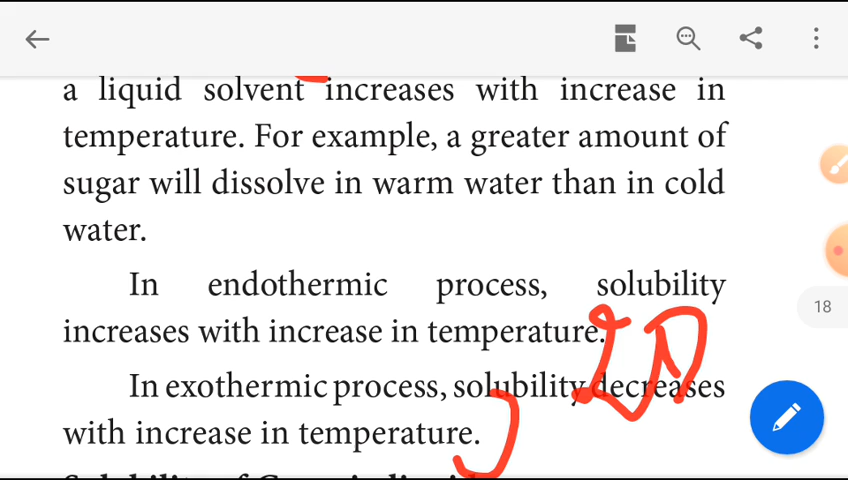 a liquid solvent increases with increase in
temperature. For example, a greater amount of
sugar will dissolve in warm water than in cold
water.
In endothermic process, solubility
increases with increase in temperature.
18
In exothermic process, solubility decreases
with increase in temperature.